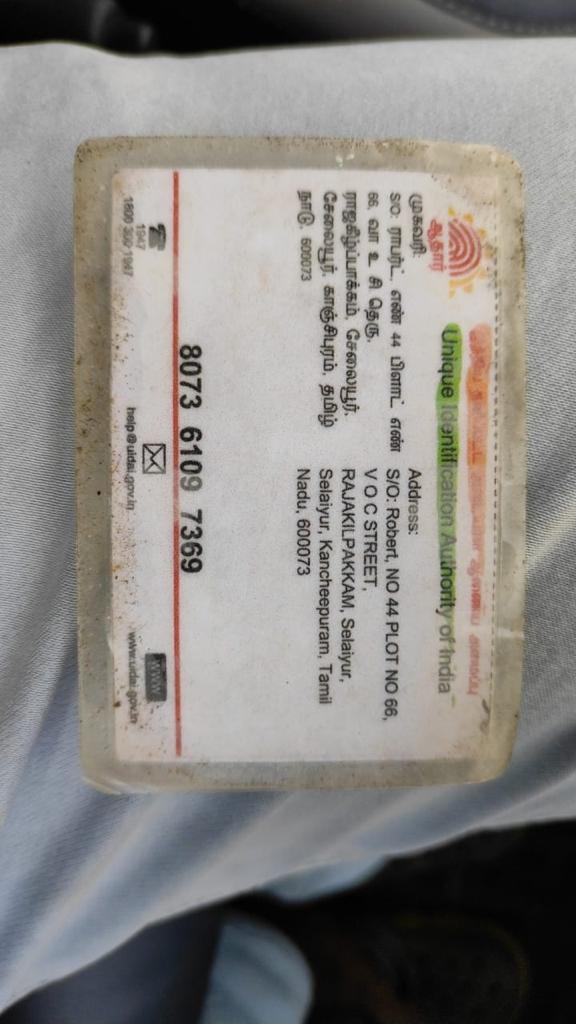 Unique Identification Authority of India
ஆதார்
முகவரி:
S/O: ராபர்ட், எண் 44 பிளாட் எண்
66, வா உ சி தெரு,
ராஜகீழ்ப்பாக்கம், சேலையூர்,
சேலையூர், காஞ்சிபுரம், தமிழ்
நாடு, 600073
Address:
S/O: Robert, NO 44 PLOT NO 66,
V O C STREET,
RAJAKILPAKKAM, Selaiyur,
Selaiyur, Kancheepuram, Tamil
Nadu, 600073
8073 6109 7369
1947
1800 300 1947
help@uidai.gov.in
www
www.uidai.gov.in